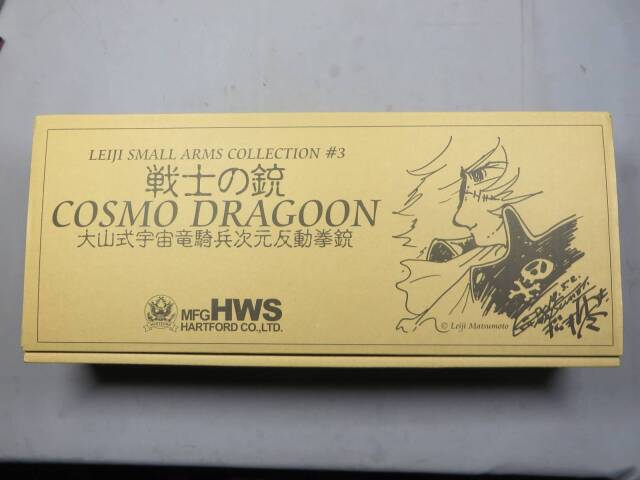 LEIJI SMALL ARMS COLLECTION #3
戦士の銃
COSMO DRAGOON
大山式宇宙竜騎兵次元反動拳銃
MFG HWS
HARTFORD CO.,LTD.
© Leiji Matsumoto